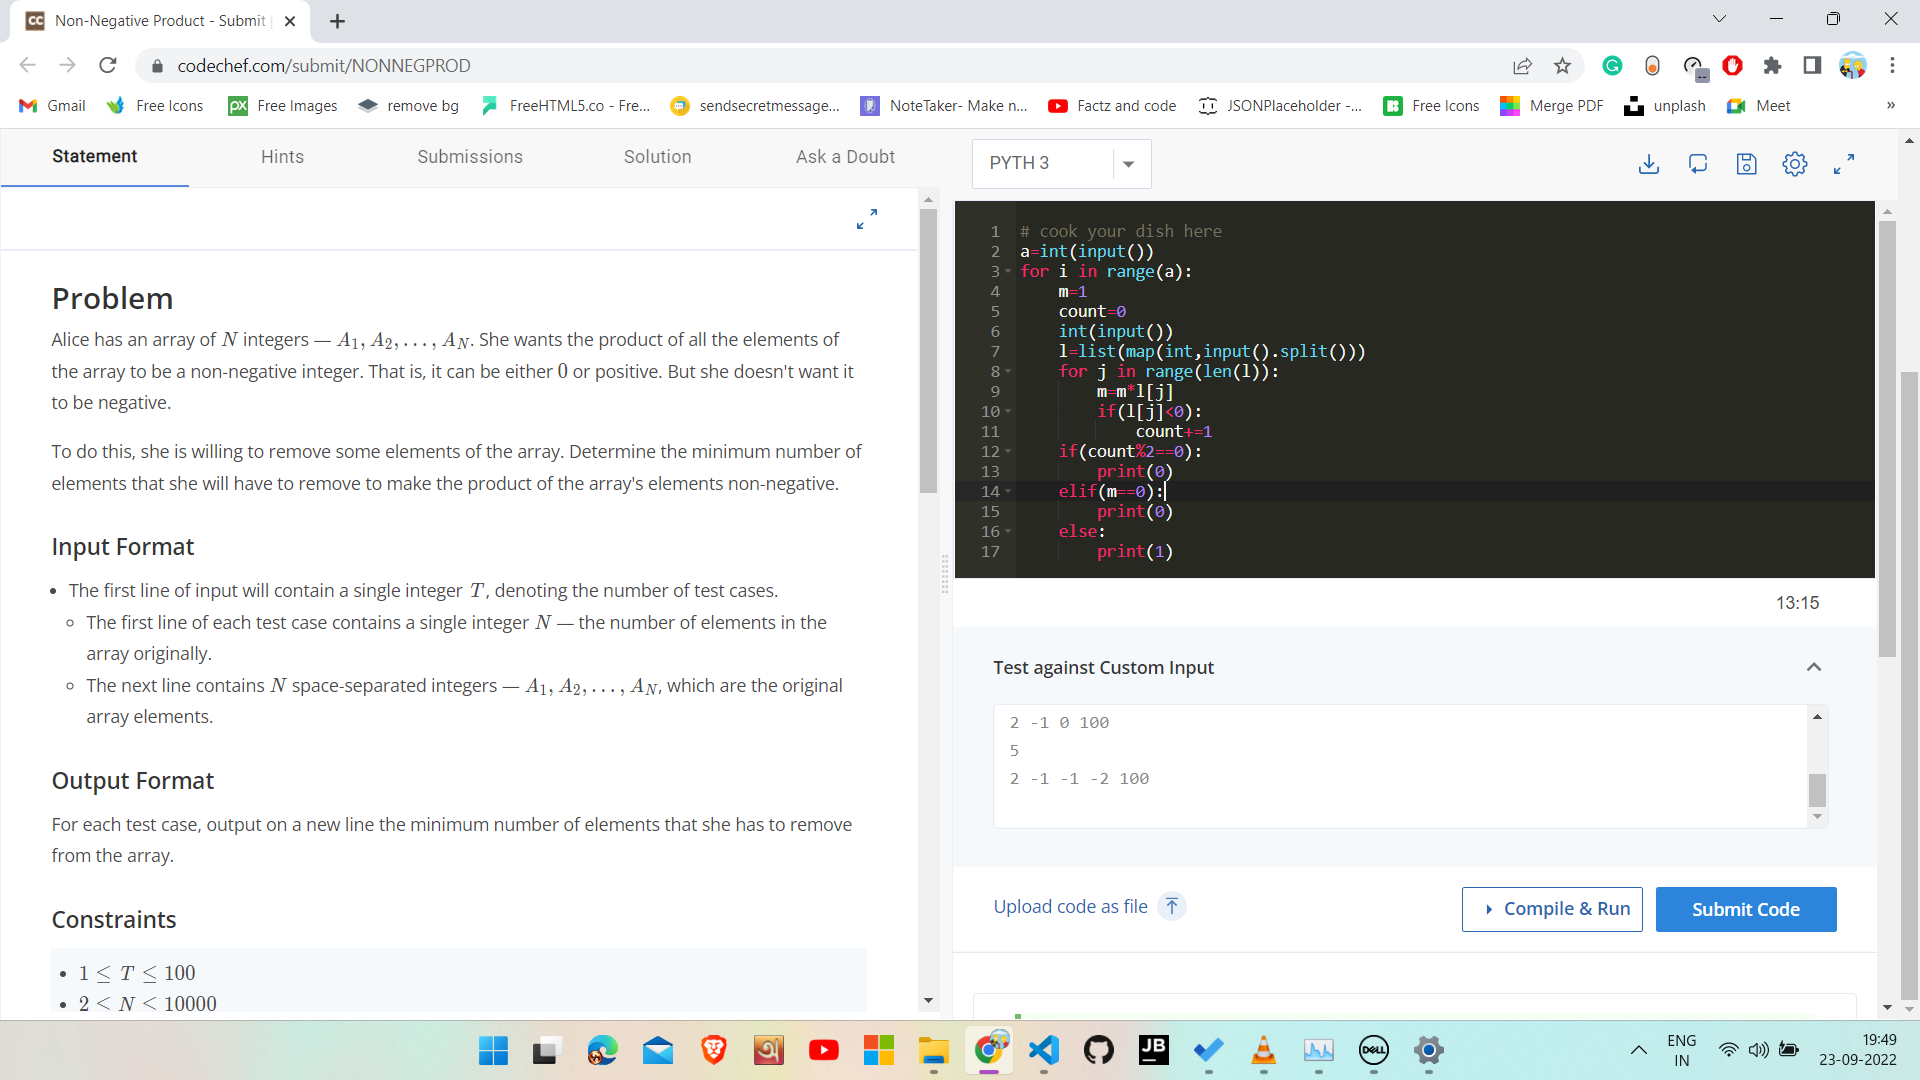 Non-Negative Product - Submit
codechef.com/submit/NONNEGPROD
Gmail
Free Icons
Free Images
remove bg
FreeHTML5.co - Fre...
sendsecretmessage...
NoteTaker- Make n...
Factz and code
JSONPlaceholder -...
Free Icons
Merge PDF
unplash
Meet
»
Statement
Hints
Submissions
Solution
Ask a Doubt
Problem
Alice has an array of N integers — A1, A2, . . . , AN. She wants the product of all the elements of
the array to be a non-negative integer. That is, it can be either 0 or positive. But she doesn't want it
to be negative.
To do this, she is willing to remove some elements of the array. Determine the minimum number of
elements that she will have to remove to make the product of the array's elements non-negative.
Input Format
• The first line of input will contain a single integer T, denoting the number of test cases.
○ The first line of each test case contains a single integer N — the number of elements in the
array originally.
○ The next line contains N space-separated integers — A1, A2, . . . , AN, which are the original
array elements.
Output Format
For each test case, output on a new line the minimum number of elements that she has to remove
from the array.
Constraints
• 1 ≤ T ≤ 100
• 2 ≤ N ≤ 10000
PYTH 3
1 # cook your dish here
2 a=int(input())
3 for i in range(a):
4     m=1
5     count=0
6     int(input())
7     l=list(map(int,input().split()))
8     for j in range(len(l)):
9         m=m*l[j]
10         if(l[j]<0):
11             count+=1
12     if(count%2==0):
13         print(0)
14     elif(m==0):
15         print(0)
16     else:
17         print(1)
13:15
Test against Custom Input
2 -1 0 100
5
2 -1 -1 -2 100
Upload code as file
Compile & Run
Submit Code
अ
JB
DELL
ENG
IN
19:49
23-09-2022